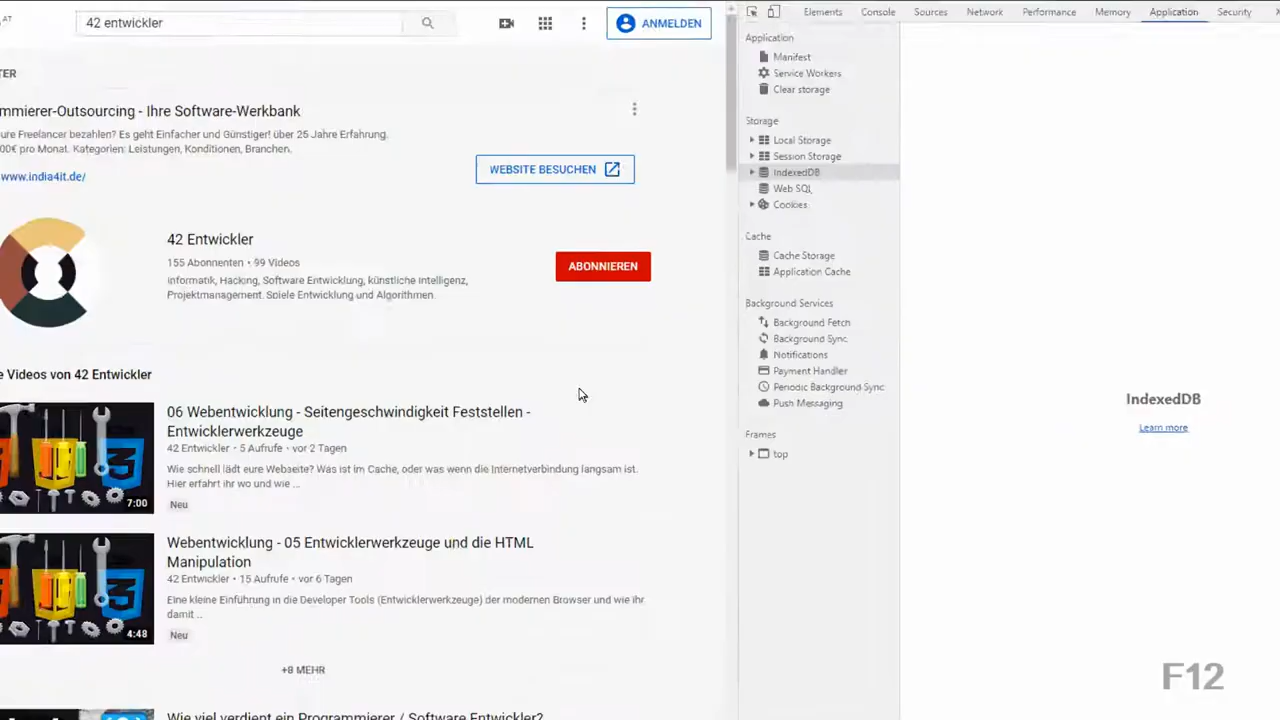 AT
42 entwickler
ANMELDEN
TER
mmierer-Outsourcing - Ihre Software-Werkbank
ure Freelancer bezahlen? Es geht Einfacher und Günstiger! über 25 Jahre Erfahrung.
00€ pro Monat. Kategorien: Leistungen, Konditionen, Branchen.
www.india4it.de/
WEBSITE BESUCHEN
42 Entwickler
155 Abonnenten • 99 Videos
Informatik, Hacking, Software Entwicklung, künstliche Intelligenz,
Projektmanagement. Spiele Entwicklung und Algorithmen.
ABONNIEREN
e Videos von 42 Entwickler
06 Webentwicklung - Seitengeschwindigkeit Feststellen -
Entwicklerwerkzeuge
42 Entwickler • 5 Aufrufe • vor 2 Tagen
Wie schnell lädt eure Webseite? Was ist im Cache, oder was wenn die Internetverbindung langsam ist.
Hier erfahrt ihr wo und wie ...
7:00
Neu
Webentwicklung - 05 Entwicklerwerkzeuge und die HTML
Manipulation
42 Entwickler • 15 Aufrufe • vor 6 Tagen
Eine kleine Einführung in die Developer Tools (Entwicklerwerkzeuge) der modernen Browser und wie ihr
damit ...
4:48
Neu
+8 MEHR
Wie viel verdient ein Programmierer / Software Entwickler?
Elements Console Sources Network Performance Memory Application Security
Application
Manifest
Service Workers
Clear storage
Storage
Local Storage
Session Storage
IndexedDB
Web SQL
Cookies
Cache
Cache Storage
Application Cache
Background Services
Background Fetch
Background Sync
Notifications
Payment Handler
Periodic Background Sync
Push Messaging
Frames
top
IndexedDB
Learn more
F12